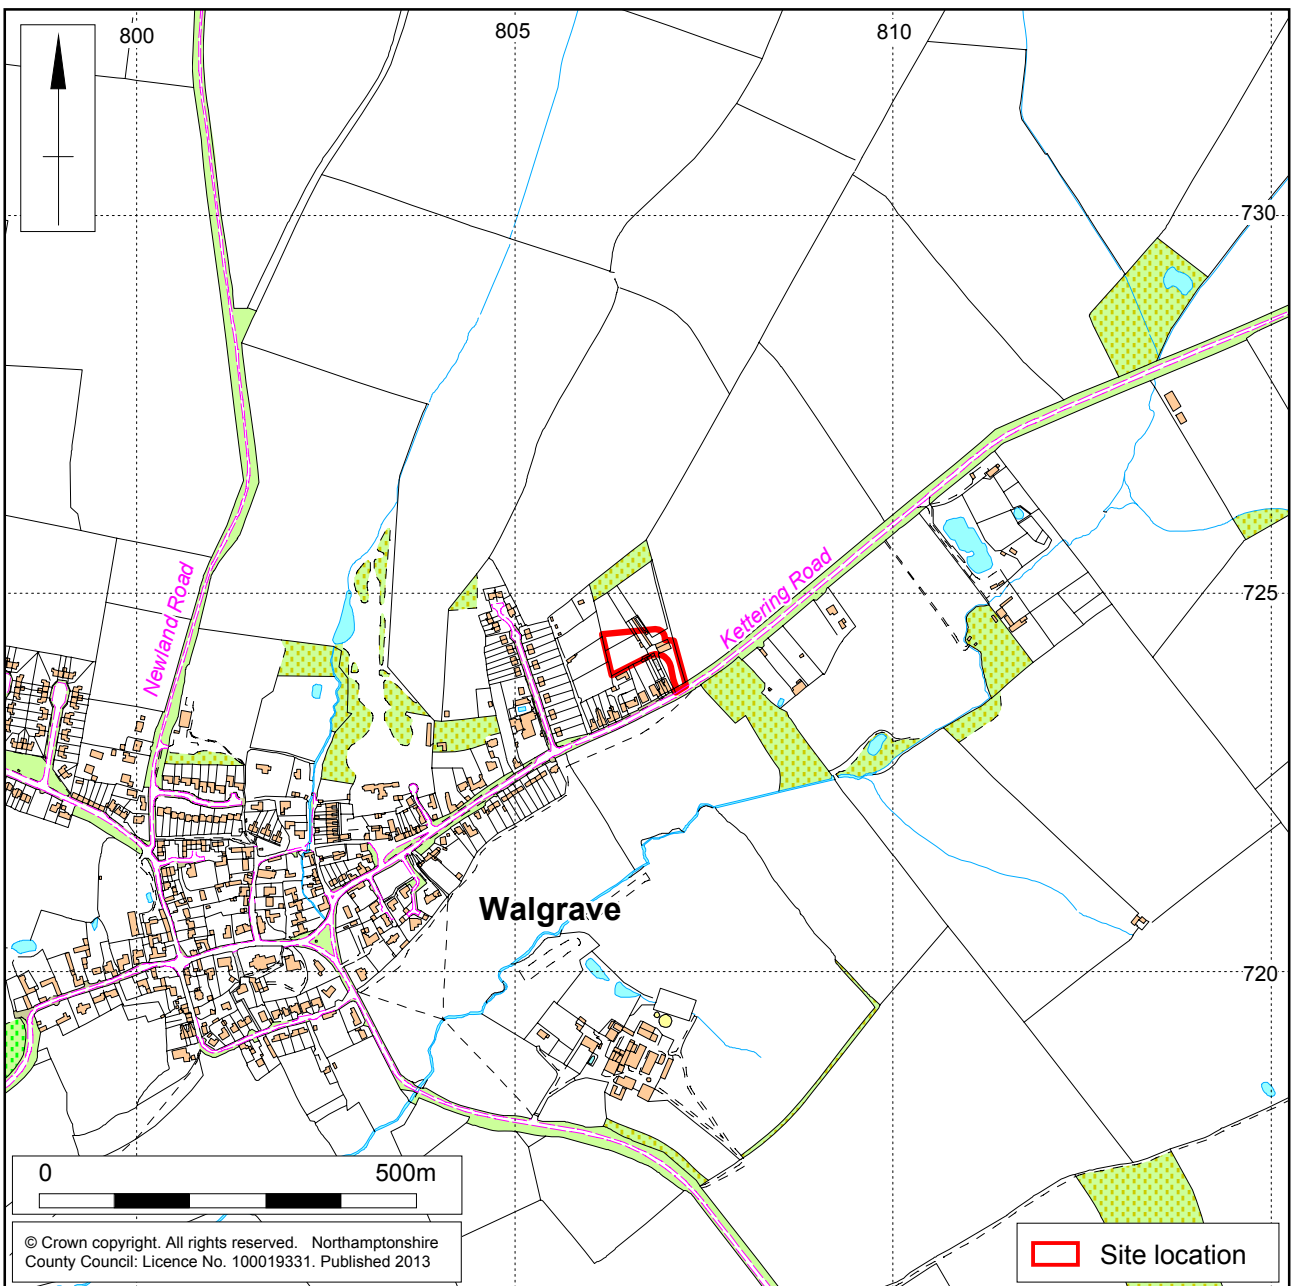 800
805
810
730
Newland Road
Kettering Road
725
Walgrave
720
0
500m
© Crown copyright. All rights reserved. Northamptonshire
County Council: Licence No. 100019331. Published 2013
Site location